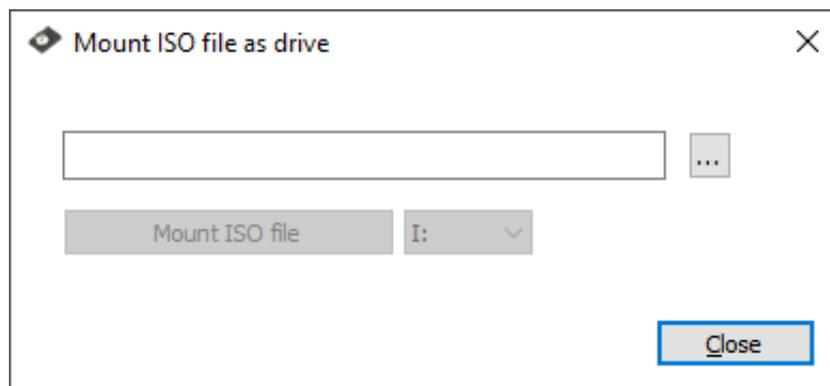 Mount ISO file as drive
...
Mount ISO file I:
Close